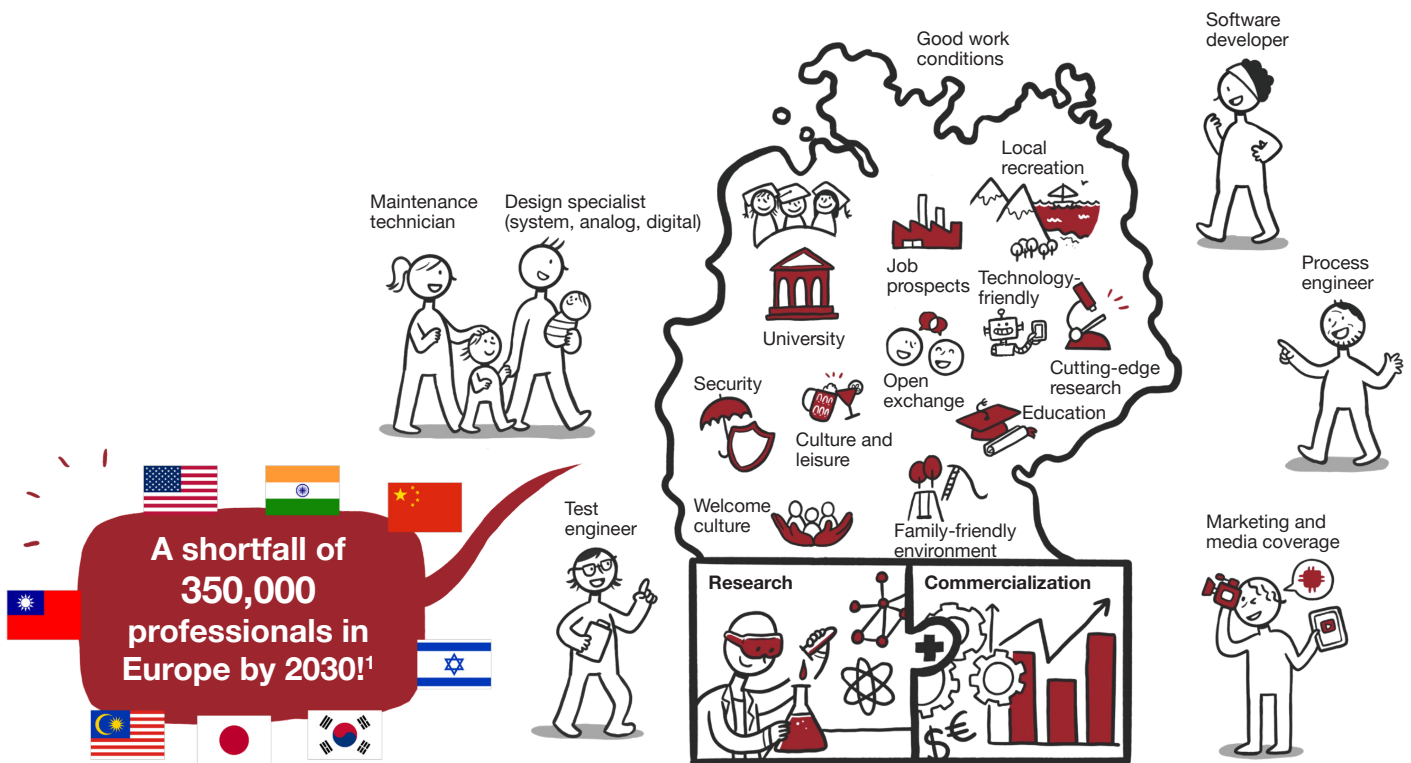 Good work
conditions
Software
developer
Local
recreation
Maintenance
technician
Design specialist
(system, analog, digital)
Job
prospects
Technology-
friendly
Process
engineer
University
Cutting-edge
research
Security
Open
exchange
Education
Culture and
leisure
Welcome
culture
Family-friendly
environment
Test
engineer
Marketing and
media coverage
A shortfall of
350,000
professionals in
Europe by 2030!¹
Research
Commercialization
$ €